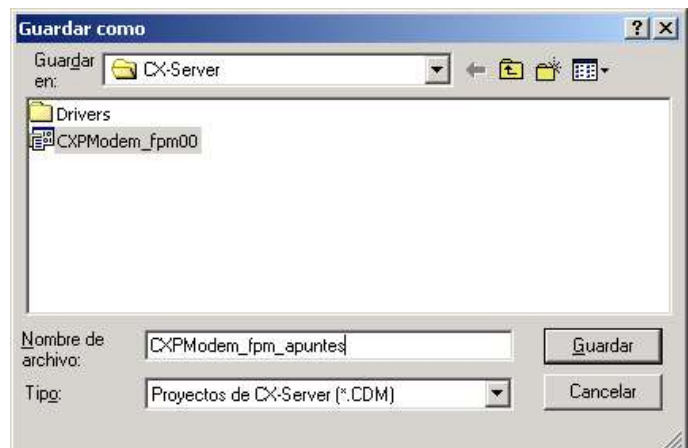 Guardar como
Guardar en:
CX-Server
Drivers
CXPModem_fpm00
Nombre de archivo:
CXPModem_fpm_apuntes
Guardar
Tipo:
Proyectos de CX-Server (*.CDM)
Cancelar